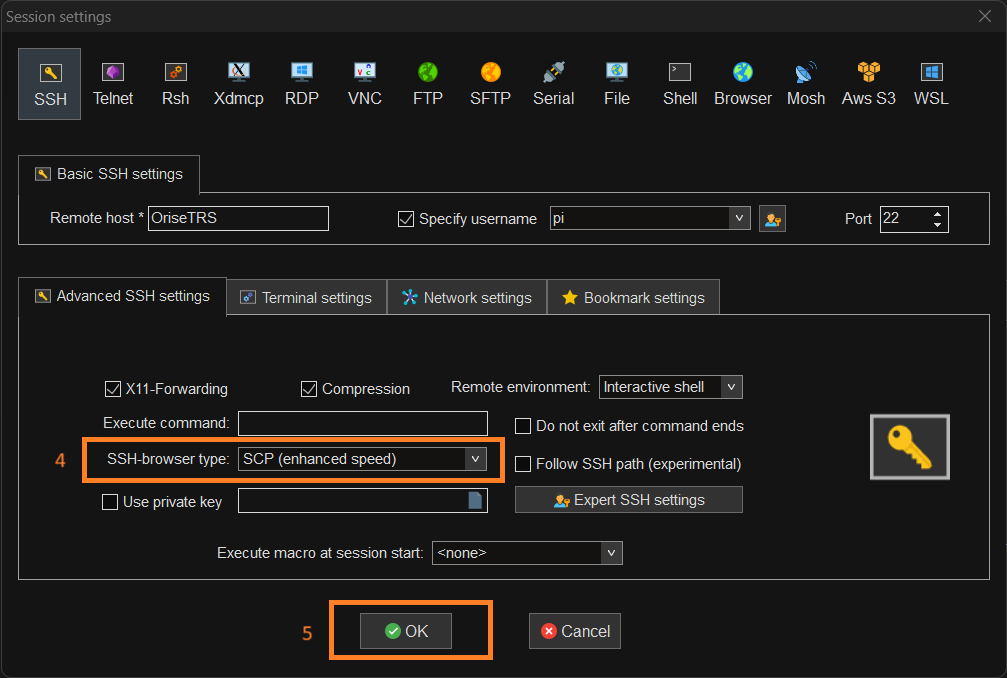 Session settings
SSH Telnet Rsh Xdmcp RDP VNC FTP SFTP Serial File Shell Browser Mosh Aws S3 WSL
Basic SSH settings
Remote host * OriseTRS Specify username pi Port 22
Advanced SSH settings Terminal settings Network settings Bookmark settings
X11-Forwarding Compression Remote environment: Interactive shell
Execute command: Do not exit after command ends
4 SSH-browser type: SCP (enhanced speed) Follow SSH path (experimental)
Use private key Expert SSH settings
Execute macro at session start: <none>
5 OK Cancel